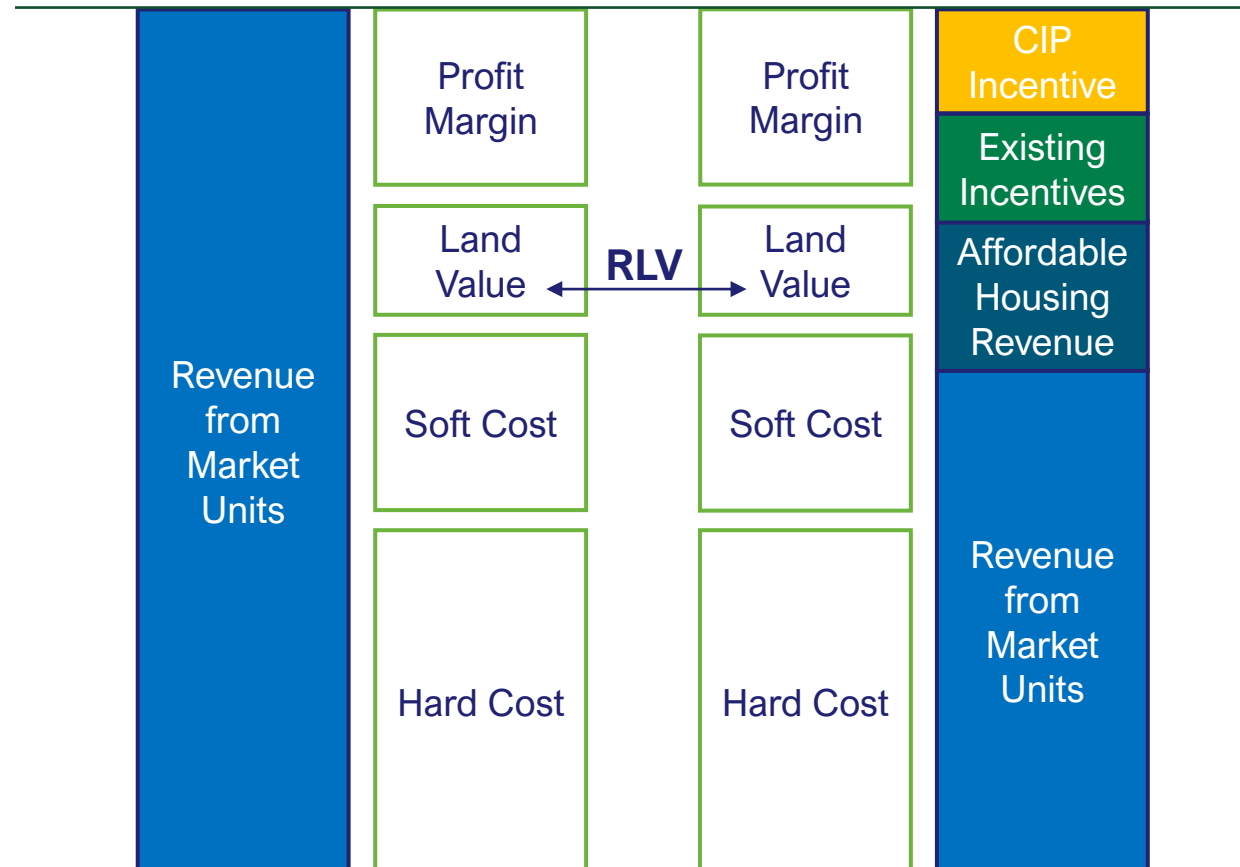 Revenue
from
Market
Units
Profit
Margin
Land
Value
Soft Cost
Hard Cost
RLV
Profit
Margin
Land
Value
Soft Cost
Hard Cost
CIP
Incentive
Existing
Incentives
Affordable
Housing
Revenue
Revenue
from
Market
Units